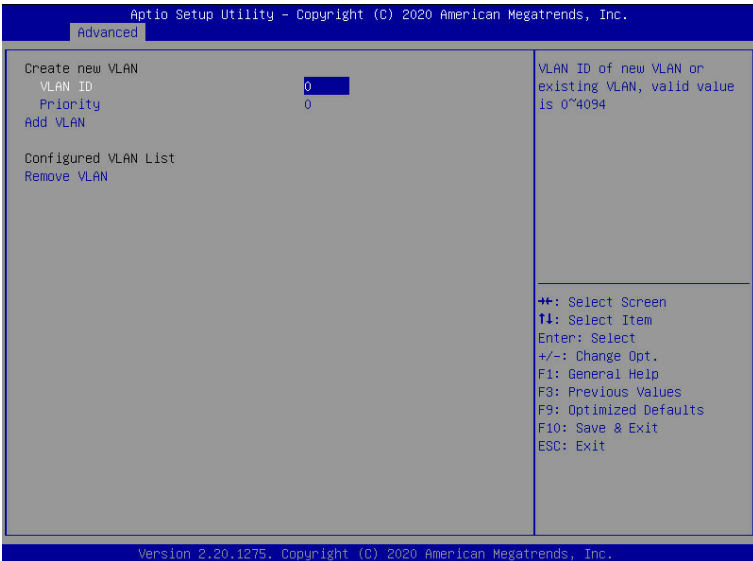 Aptio Setup Utility – Copyright (C) 2020 American Megatrends, Inc.
Advanced
Create new VLAN
VLAN ID 0
Priority 0
Add VLAN
Configured VLAN List
Remove VLAN
VLAN ID of new VLAN or
existing VLAN, valid value
is 0~4094
→←: Select Screen
↑↓: Select Item
Enter: Select
+/-: Change Opt.
F1: General Help
F3: Previous Values
F9: Optimized Defaults
F10: Save & Exit
ESC: Exit
Version 2.20.1275. Copyright (C) 2020 American Megatrends, Inc.